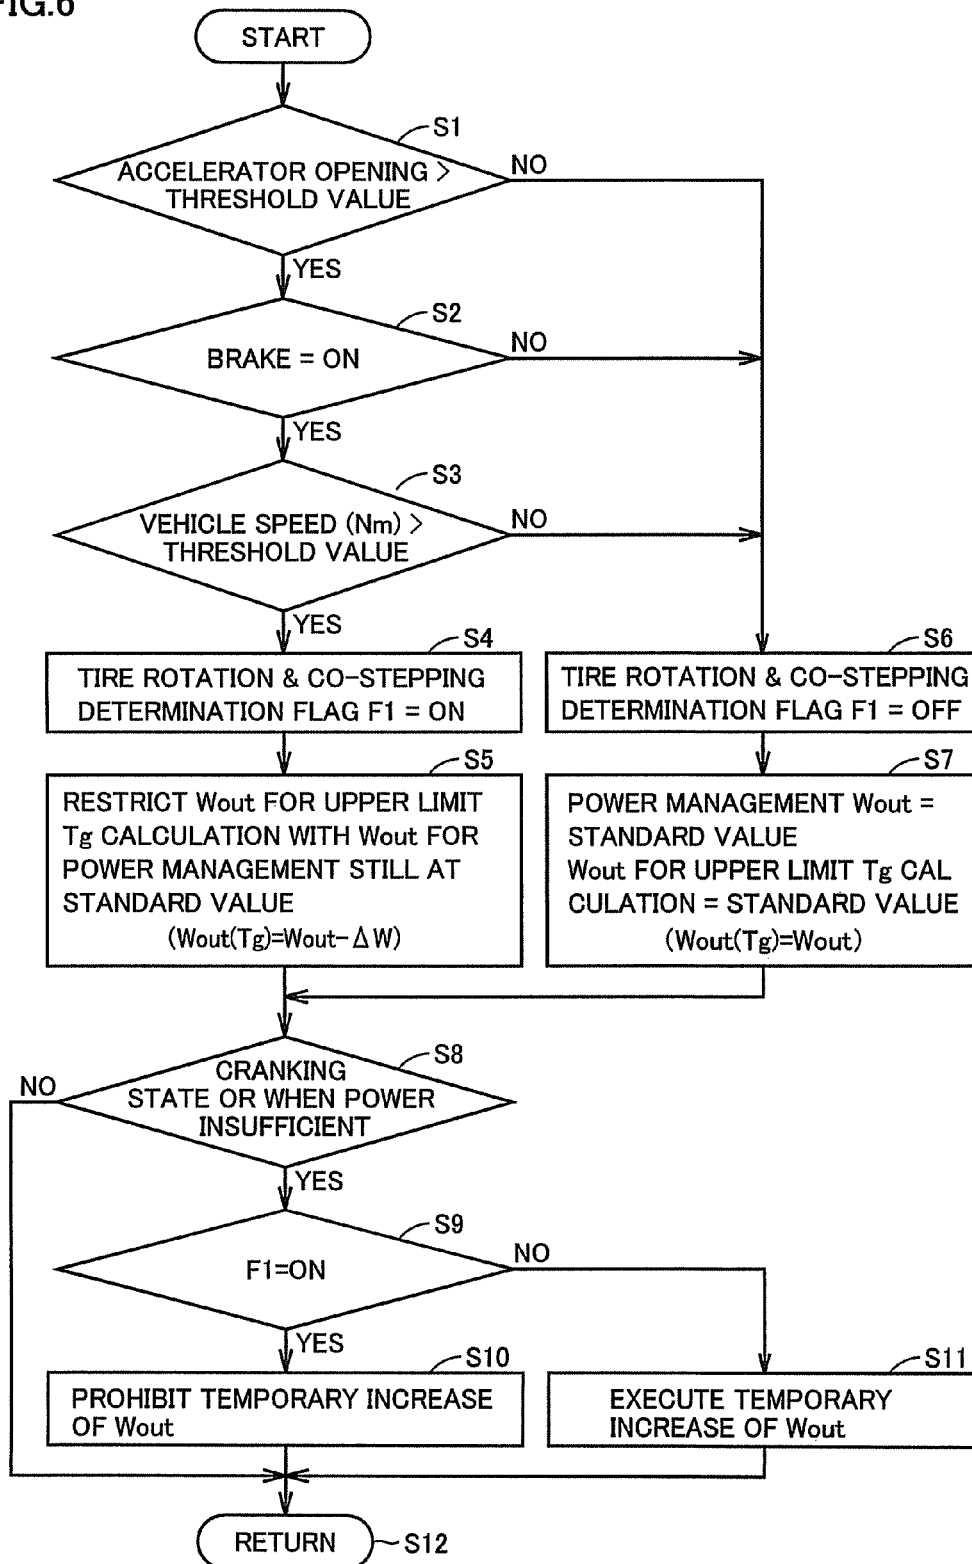 FIG.6
START
S1
ACCELERATOR OPENING >
THRESHOLD VALUE
NO
YES
S2
BRAKE = ON
NO
YES
S3
VEHICLE SPEED (Nm) >
THRESHOLD VALUE
NO
YES
S4
TIRE ROTATION & CO-STEPPING
DETERMINATION FLAG F1 = ON
S6
TIRE ROTATION & CO-STEPPING
DETERMINATION FLAG F1 = OFF
S5
RESTRICT Wout FOR UPPER LIMIT
Tg CALCULATION WITH Wout FOR
POWER MANAGEMENT STILL AT
STANDARD VALUE
(Wout(Tg)=Wout-ΔW)
S7
POWER MANAGEMENT Wout =
STANDARD VALUE
Wout FOR UPPER LIMIT Tg CAL
CULATION = STANDARD VALUE
(Wout(Tg)=Wout)
S8
CRANKING
STATE OR WHEN POWER
INSUFFICIENT
NO
YES
S9
F1=ON
NO
YES
S10
PROHIBIT TEMPORARY INCREASE
OF Wout
S11
EXECUTE TEMPORARY
INCREASE OF Wout
RETURN
S12